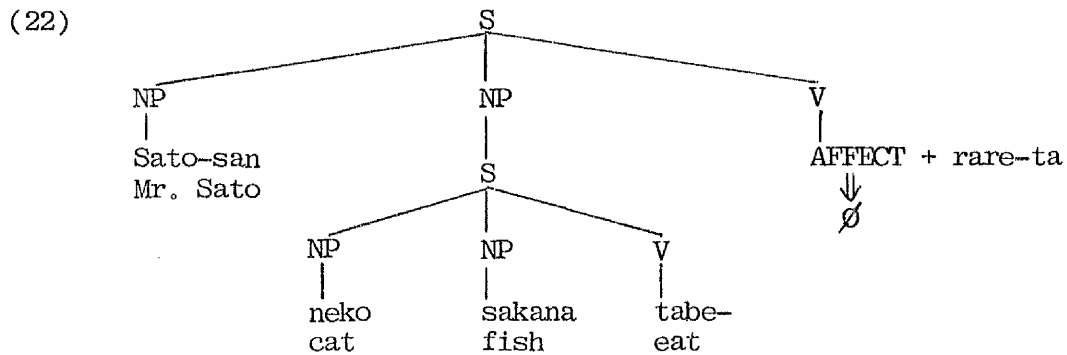 (22)
S
NP NP V
Sato-san S AFFECT + rare-ta
Mr. Sato
⇓
Ø
NP NP V
neko sakana tabe-
cat fish eat